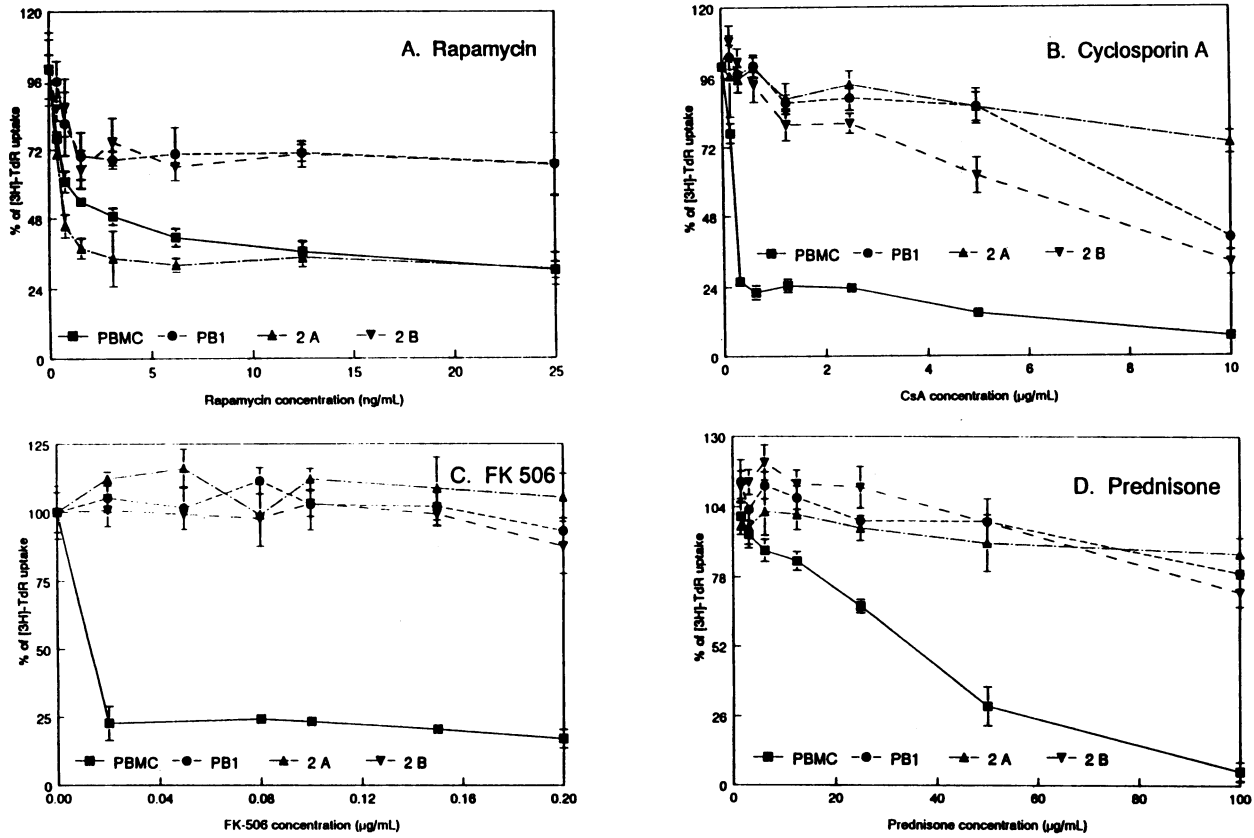 A. Rapamycin
120
96
72
48
24
0
% of [3H]-TdR uptake
PBMC PB1 2 A 2 B
0 5 10 15 20 25
Rapamycin concentration (ng/mL)
B. Cyclosporin A
120
96
72
48
24
0
% of [3H]-TdR uptake
PBMC PB1 2 A 2 B
0 2 4 6 8 10
CsA concentration (µg/mL)
C. FK 506
125
100
75
50
25
0
% of [3H]-TdR uptake
PBMC PB1 2 A 2 B
0.00 0.04 0.08 0.12 0.16 0.20
FK-506 concentration (µg/mL)
D. Prednisone
130
104
78
52
26
0
% of [3H]-TdR uptake
PBMC PB1 2 A 2 B
0 20 40 60 80 100
Prednisone concentration (µg/mL)